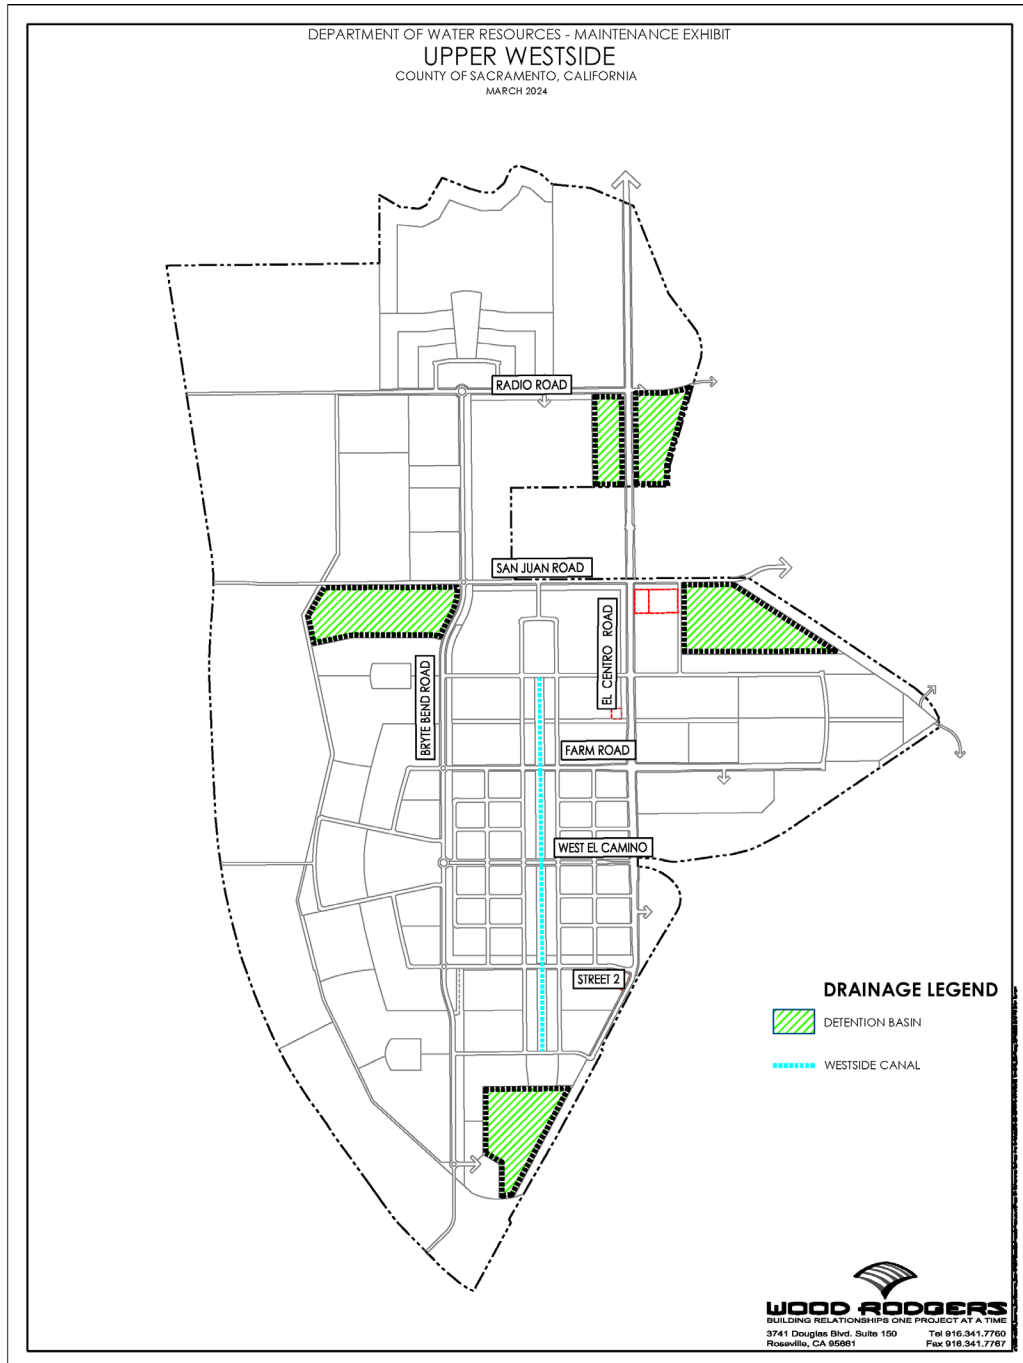 DEPARTMENT OF WATER RESOURCES - MAINTENANCE EXHIBIT
UPPER WESTSIDE
COUNTY OF SACRAMENTO, CALIFORNIA
MARCH 2024
RADIO ROAD
SAN JUAN ROAD
EL CENTRO ROAD
BRYTE BEND ROAD
FARM ROAD
WEST EL CAMINO
STREET 2
DRAINAGE LEGEND
DETENTION BASIN
WESTSIDE CANAL
WOOD RODGERS
BUILDING RELATIONSHIPS ONE PROJECT AT A TIME
3741 Douglas Blvd. Suite 150 Tel 916.341.7760
Roseville, CA 95661 Fax 916.341.7767